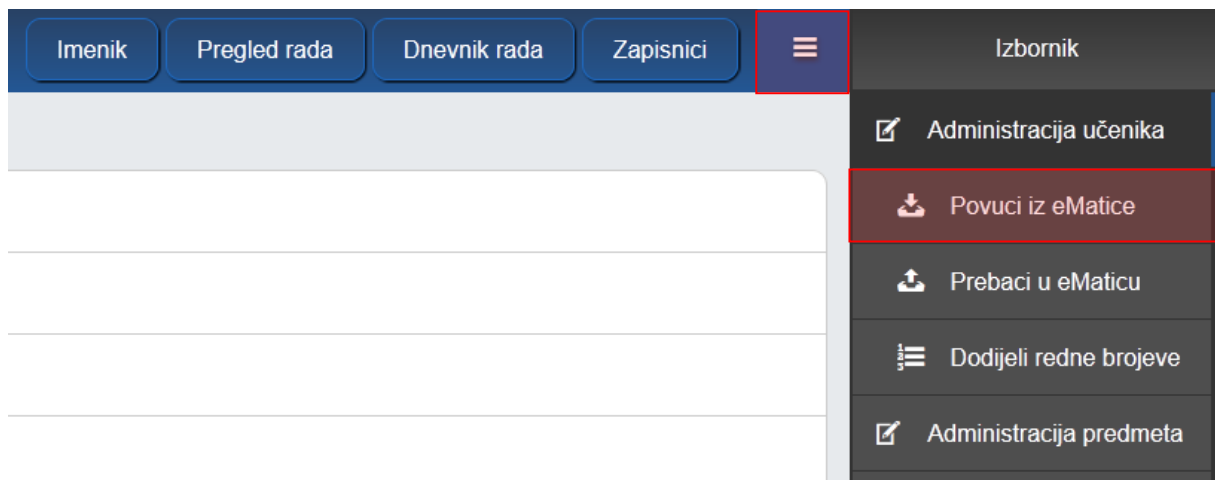 Imenik
Pregled rada
Dnevnik rada
Zapisnici
Izbornik
Administracija učenika
Povuci iz eMatice
Prebaci u eMaticu
Dodijeli redne brojeve
Administracija predmeta